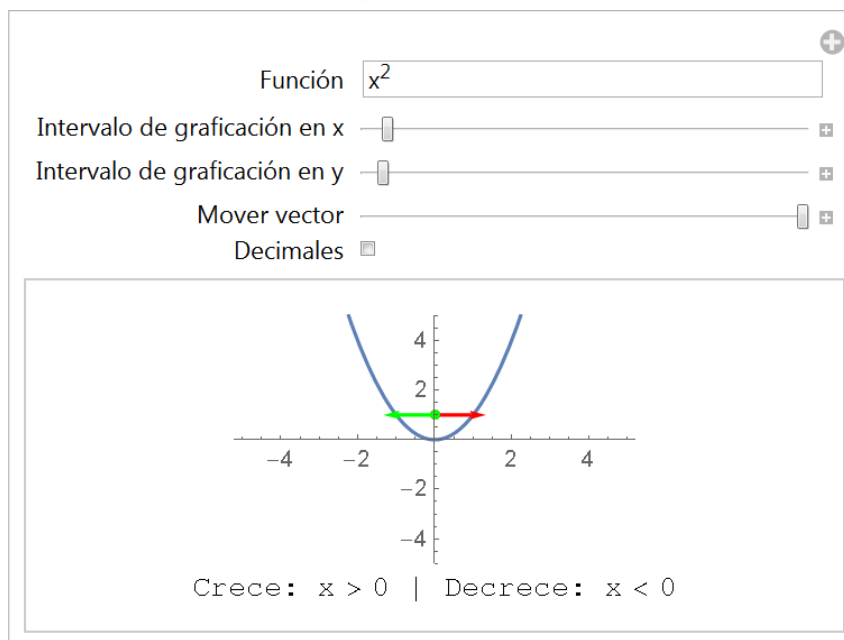 Función x²
Intervalo de graficación en x
Intervalo de graficación en y
Mover vector
Decimales
4
2
−4 −2 2 4
−2
−4
Crece: x > 0 | Decrece: x < 0